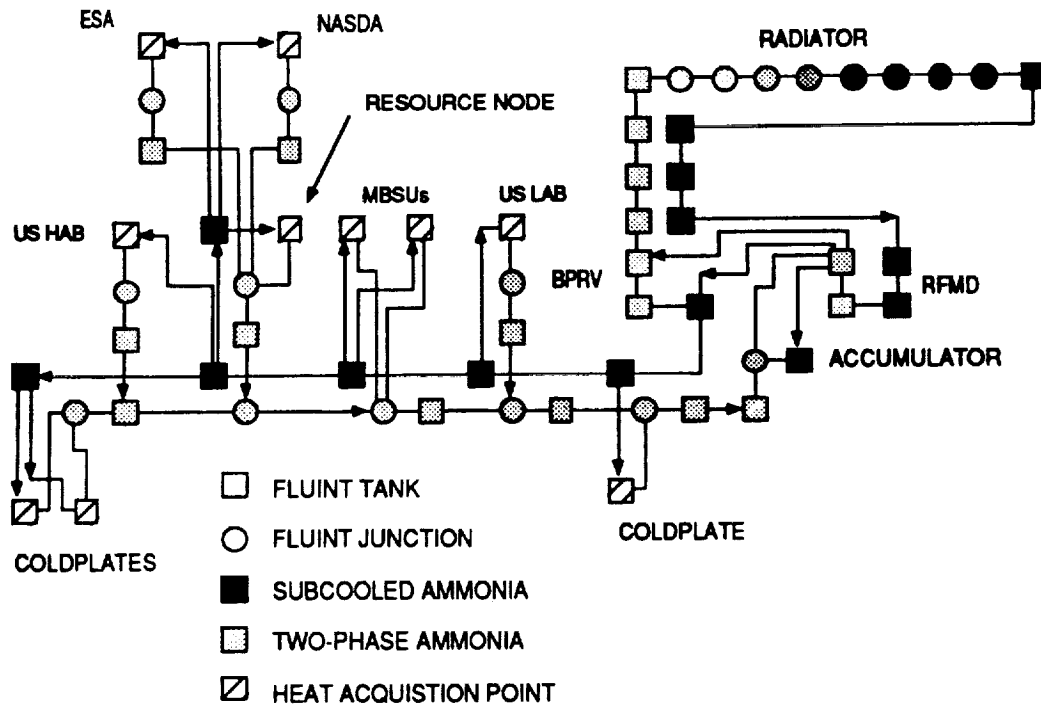 ESA
NASDA
RADIATOR
RESOURCE NODE
MBSUs
US LAB
US HAB
BPRV
RFMD
ACCUMULATOR
FLUINT TANK
FLUINT JUNCTION
COLDPLATE
COLDPLATES
SUBCOOLED AMMONIA
TWO-PHASE AMMONIA
HEAT ACQUISTION POINT